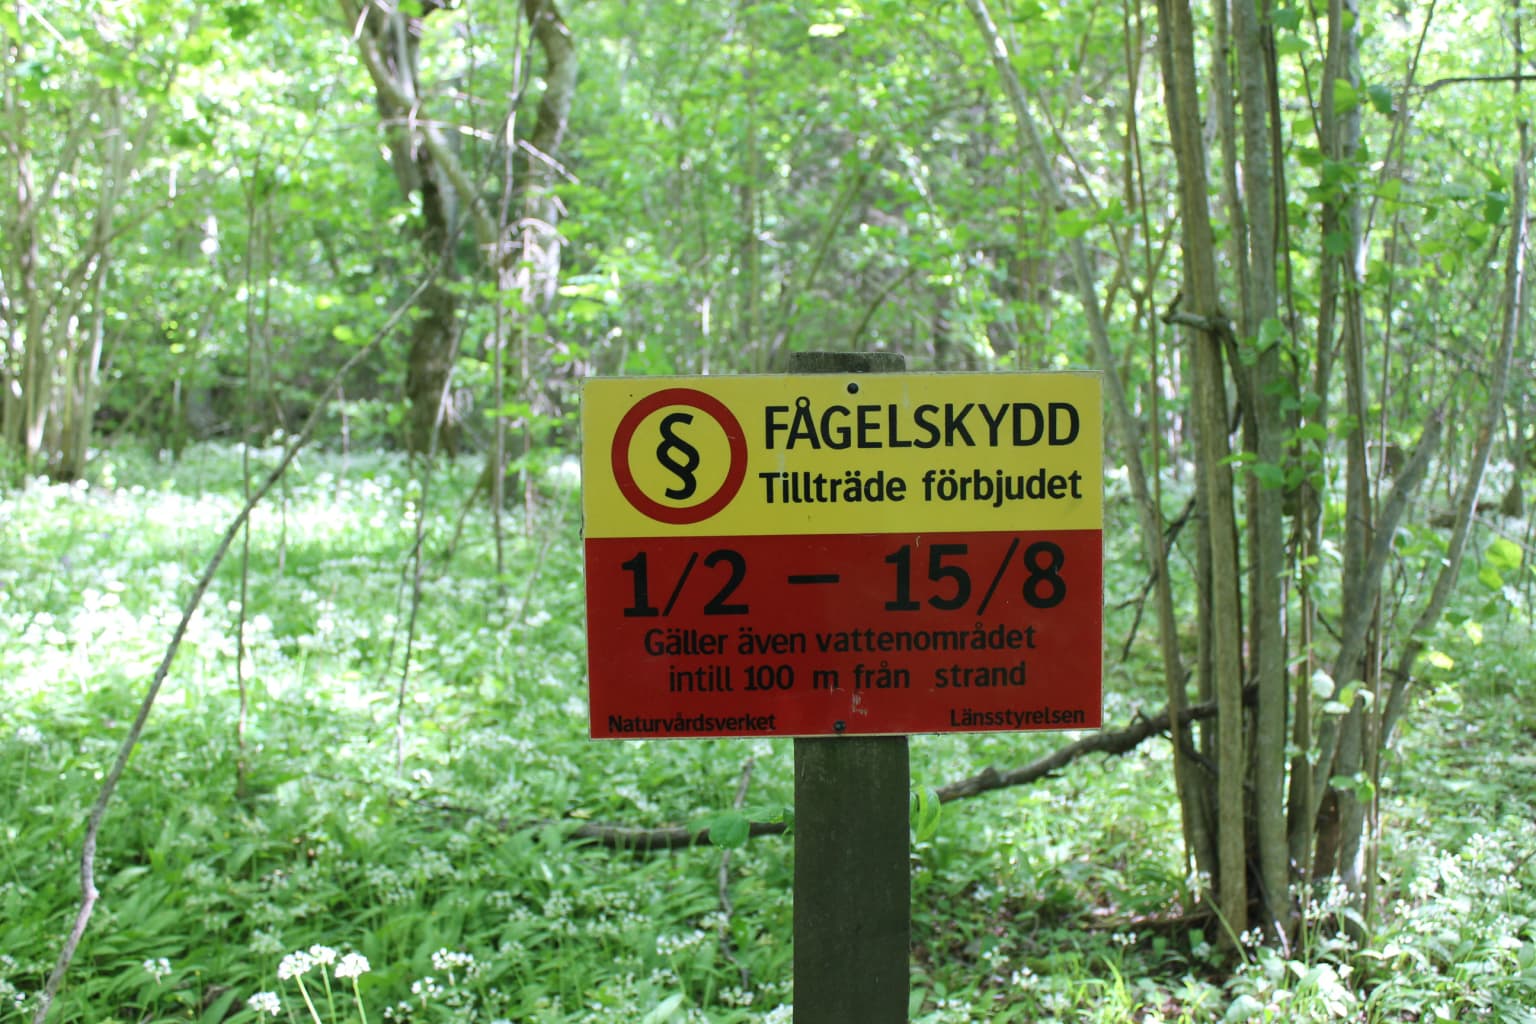 §
FÅGELSKYDD
Tillträde förbjudet
1/2 – 15/8
Gäller även vattenområdet
intill 100 m från strand
Naturvårdsverket Länsstyrelsen